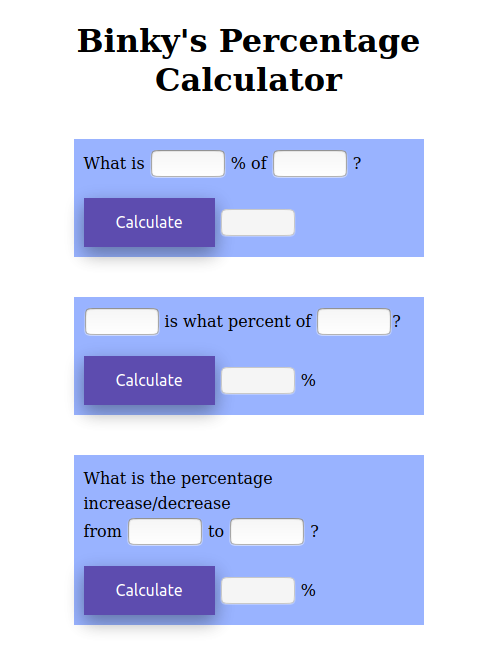 Binky's Percentage
Calculator
What is % of ?
Calculate
is what percent of ?
Calculate %
What is the percentage
increase/decrease
from to ?
Calculate %